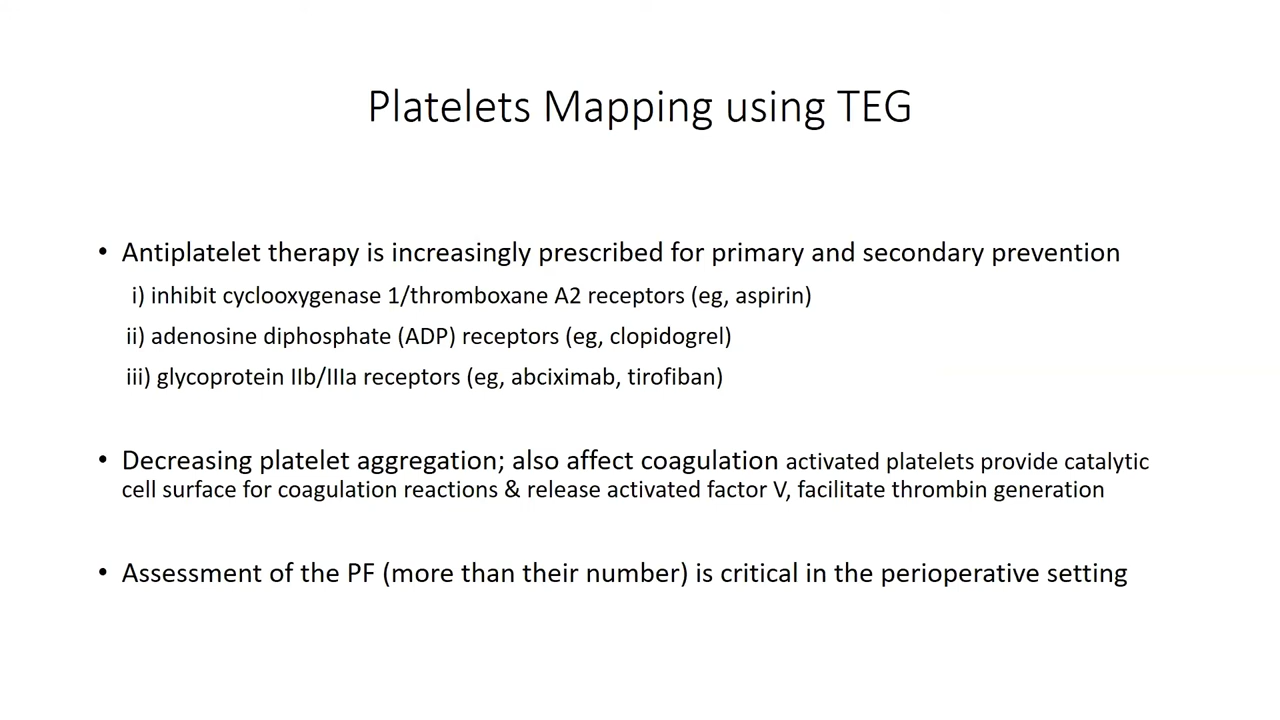 Platelets Mapping using TEG
• Antiplatelet therapy is increasingly prescribed for primary and secondary prevention
i) inhibit cyclooxygenase 1/thromboxane A2 receptors (eg, aspirin)
ii) adenosine diphosphate (ADP) receptors (eg, clopidogrel)
iii) glycoprotein IIb/IIIa receptors (eg, abciximab, tirofiban)
• Decreasing platelet aggregation; also affect coagulation activated platelets provide catalytic
cell surface for coagulation reactions & release activated factor V, facilitate thrombin generation
• Assessment of the PF (more than their number) is critical in the perioperative setting